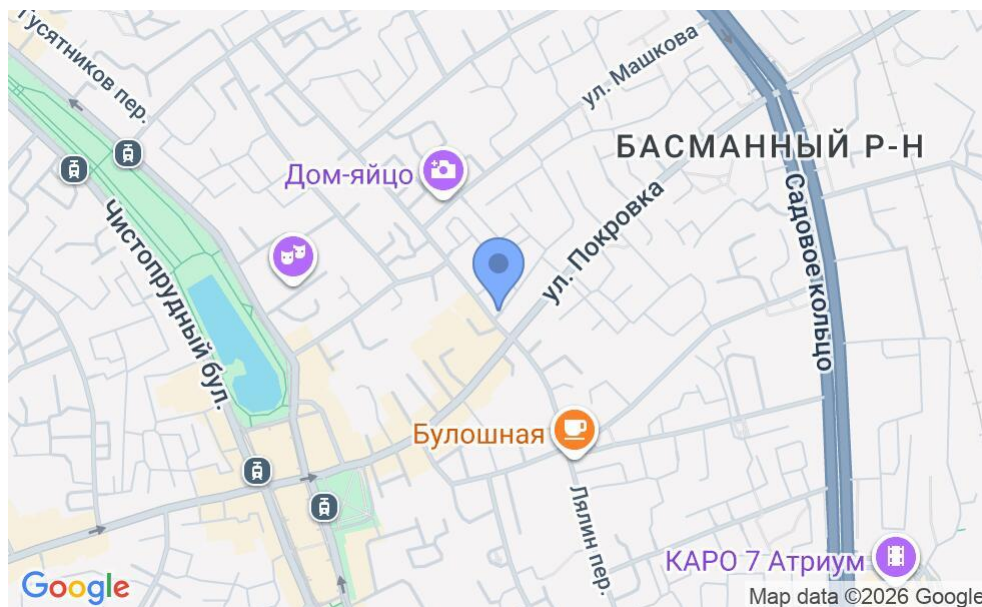 Гусятников пер.
ул. Машкова
БАСМАННЫЙ Р-Н
Дом-яйцо
ул. Покровка
Садовое кольцо
Чистопрудный бул.
Булошная
Лялин пер.
КАРО 7 Атриум
Google
Map data ©2026 Google